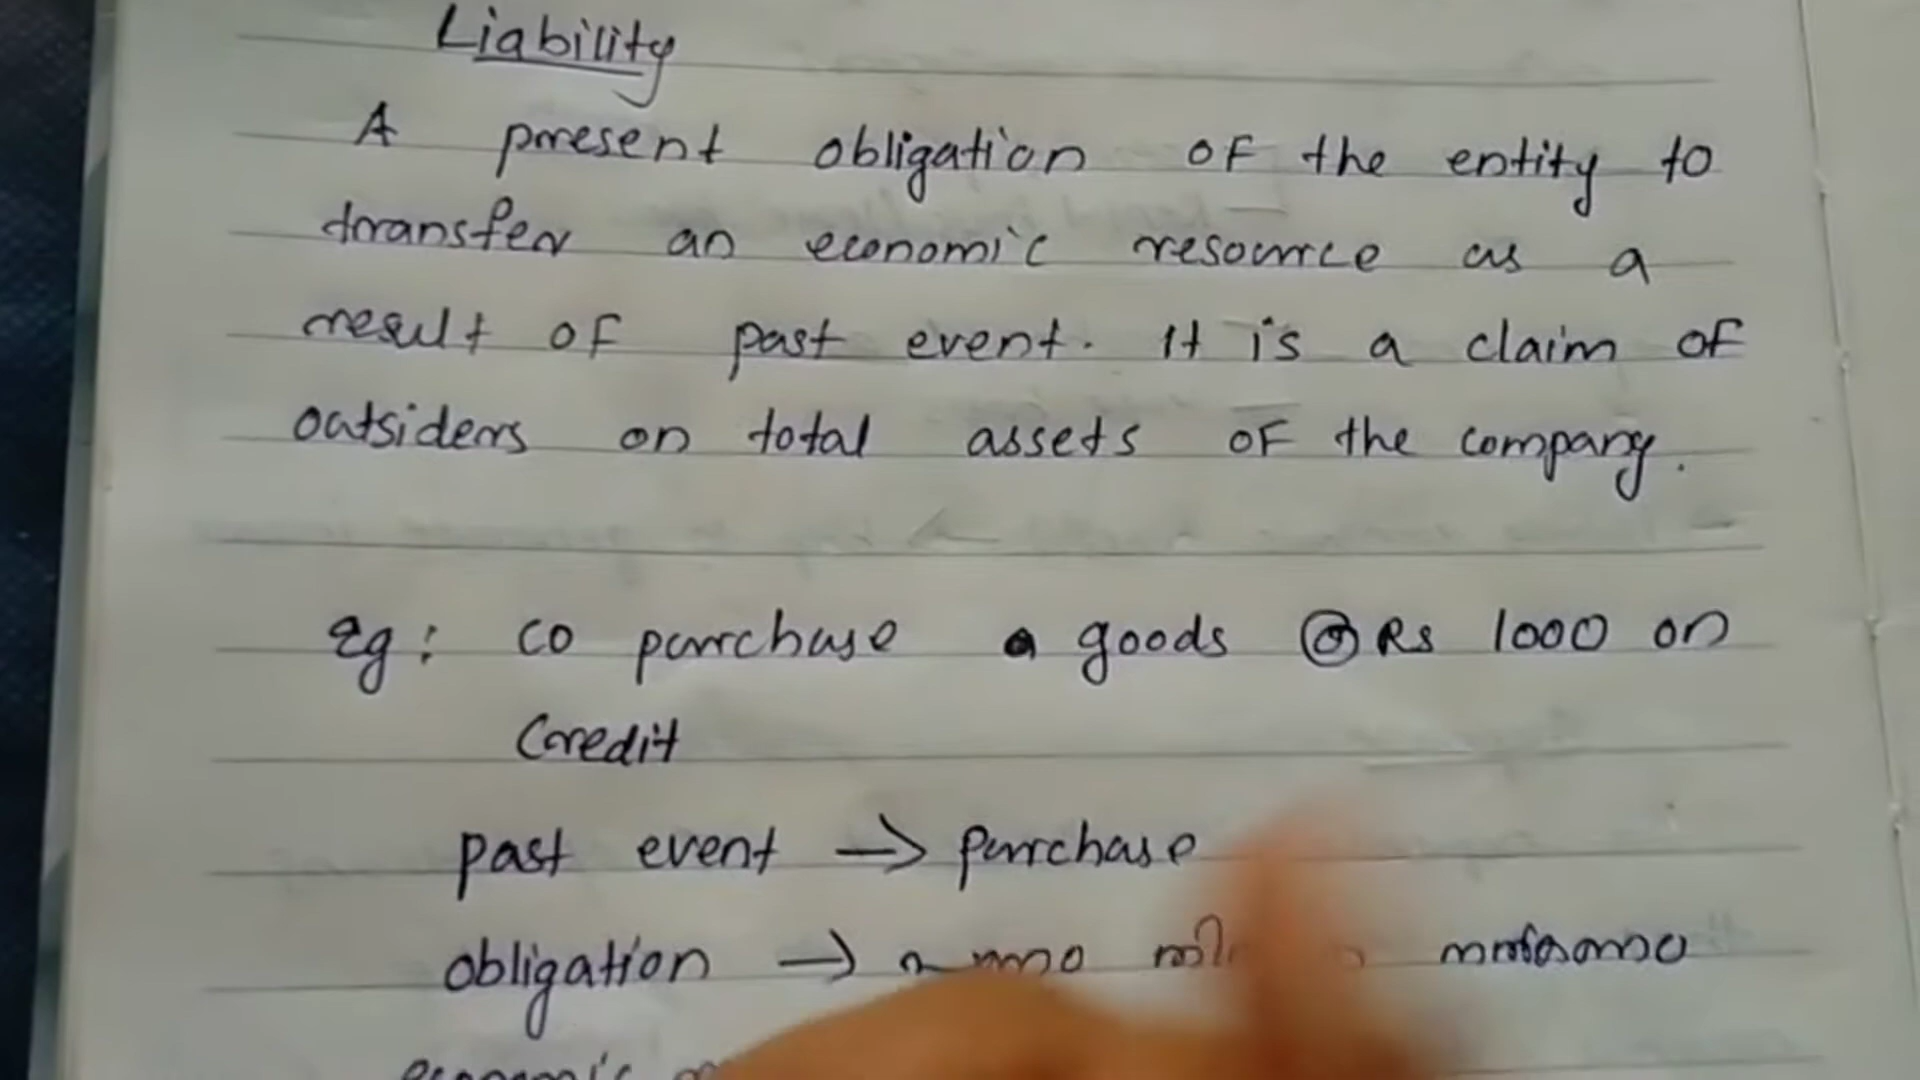 Liability
A present obligation of the entity to
transfer an economic resource as a
result of past event. It is a claim of
outsiders on total assets of the company.
eg: co purchase a goods @ Rs 1000 on
Credit
past event → purchase
obligation →
economic